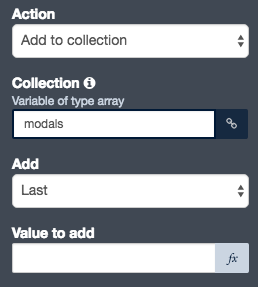 Action
Add to collection
Collection
Variable of type array
modals
Add
Last
Value to add
fx